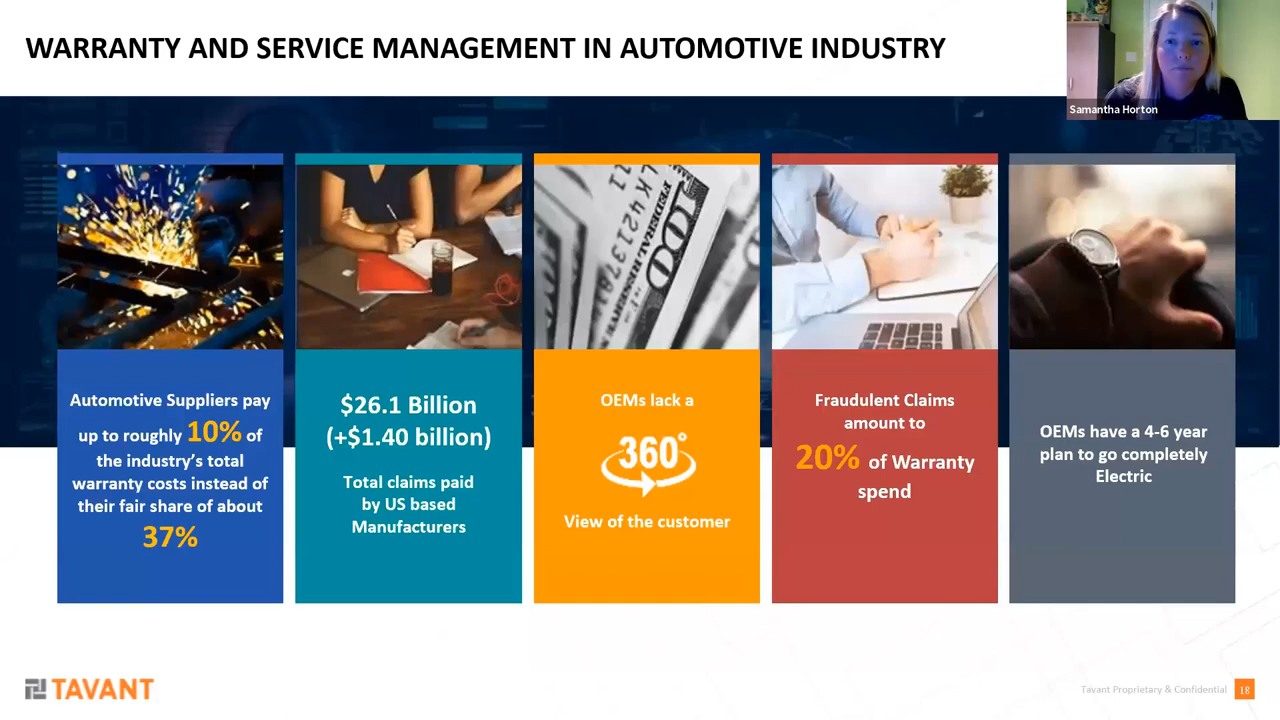 WARRANTY AND SERVICE MANAGEMENT IN AUTOMOTIVE INDUSTRY
Samantha Horton
Automotive Suppliers pay
up to roughly 10% of
the industry's total
warranty costs instead of
their fair share of about
37%
$26.1 Billion
(+$1.40 billion)
Total claims paid
by US based
Manufacturers
100
OEMs lack a
360°
View of the customer
Fraudulent Claims
amount to
20% of Warranty
spend
OEMs have a 4-6 year
plan to go completely
Electric
TAVANT
Tavant Proprietary & Confidential
18